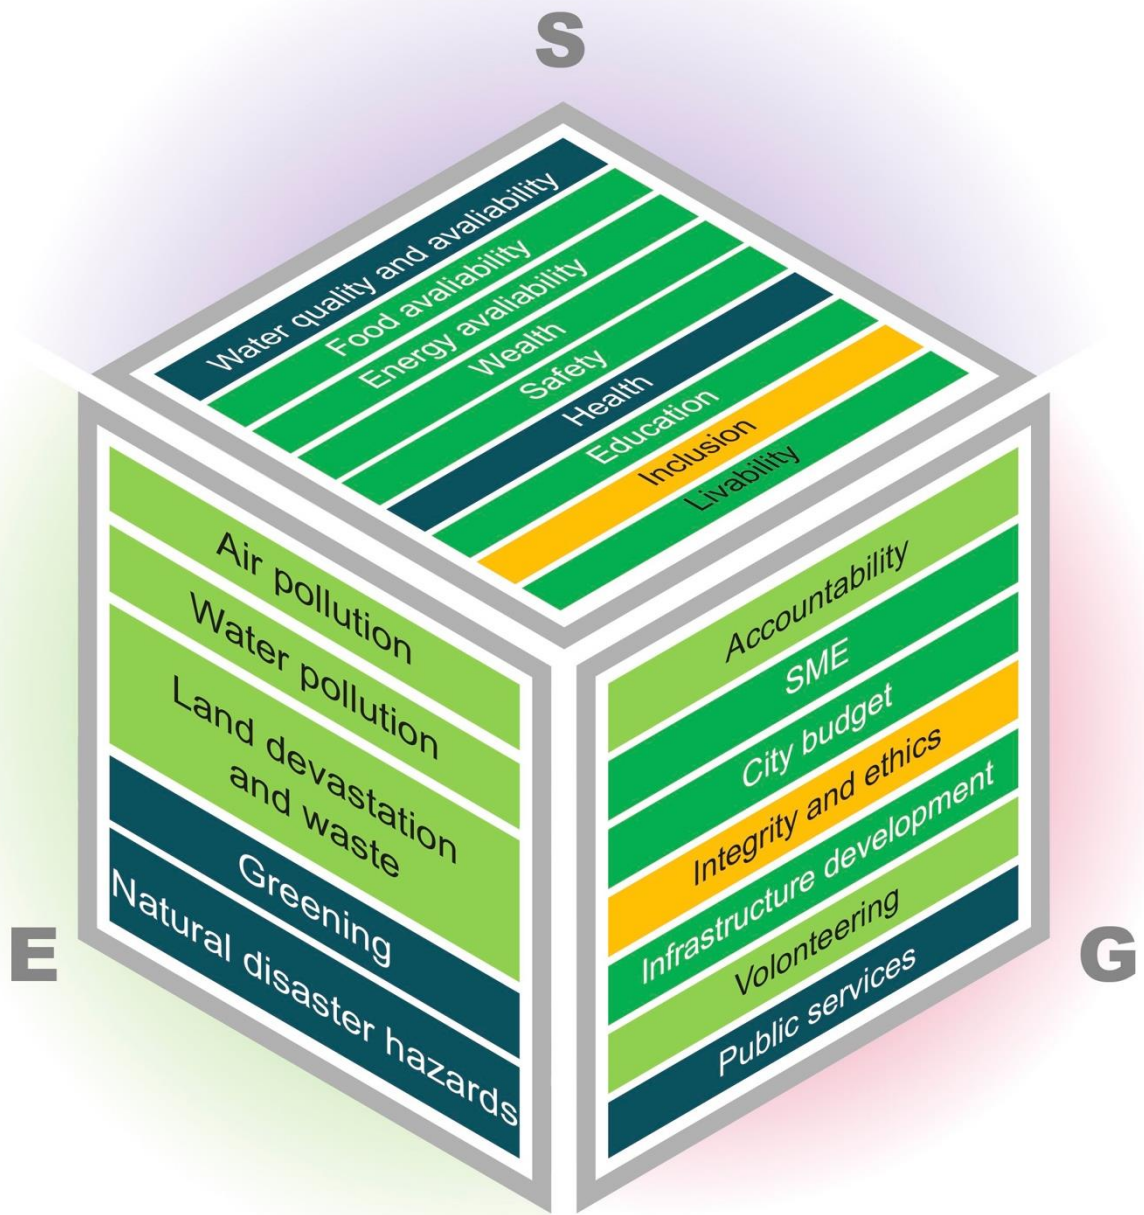 S
Water quality and avaliability
Food avaliability
Energy avaliability
Wealth
Safety
Health
Education
Inclusion
Livability
E
Air pollution
Water pollution
Land devastation
and waste
Greening
Natural disaster hazards
G
Accountability
SME
City budget
Integrity and ethics
Infrastructure development
Volonteering
Public services